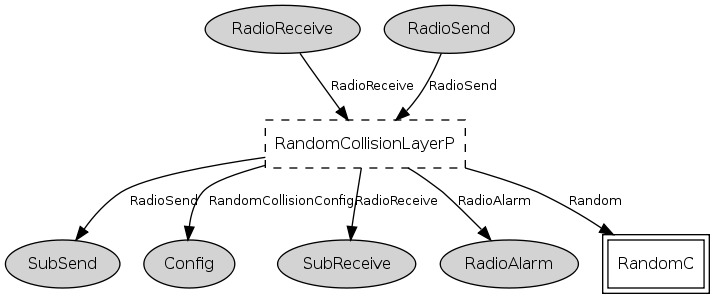 RadioReceive
RadioSend
RadioReceive
RadioSend
RandomCollisionLayerP
RadioSend
RandomCollisionConfig
RadioReceive
RadioAlarm
Random
SubSend
Config
SubReceive
RadioAlarm
RandomC